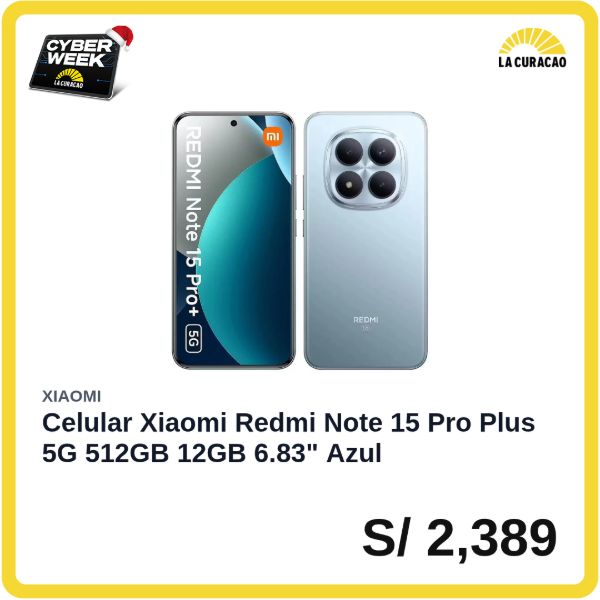 CYBER
WEEK
LA CURACAO
LA CURACAO
REDMI Note 15 Pro+ 5G
mi
REDMI
XIAOMI
Celular Xiaomi Redmi Note 15 Pro Plus
5G 512GB 12GB 6.83" Azul
S/ 2,389